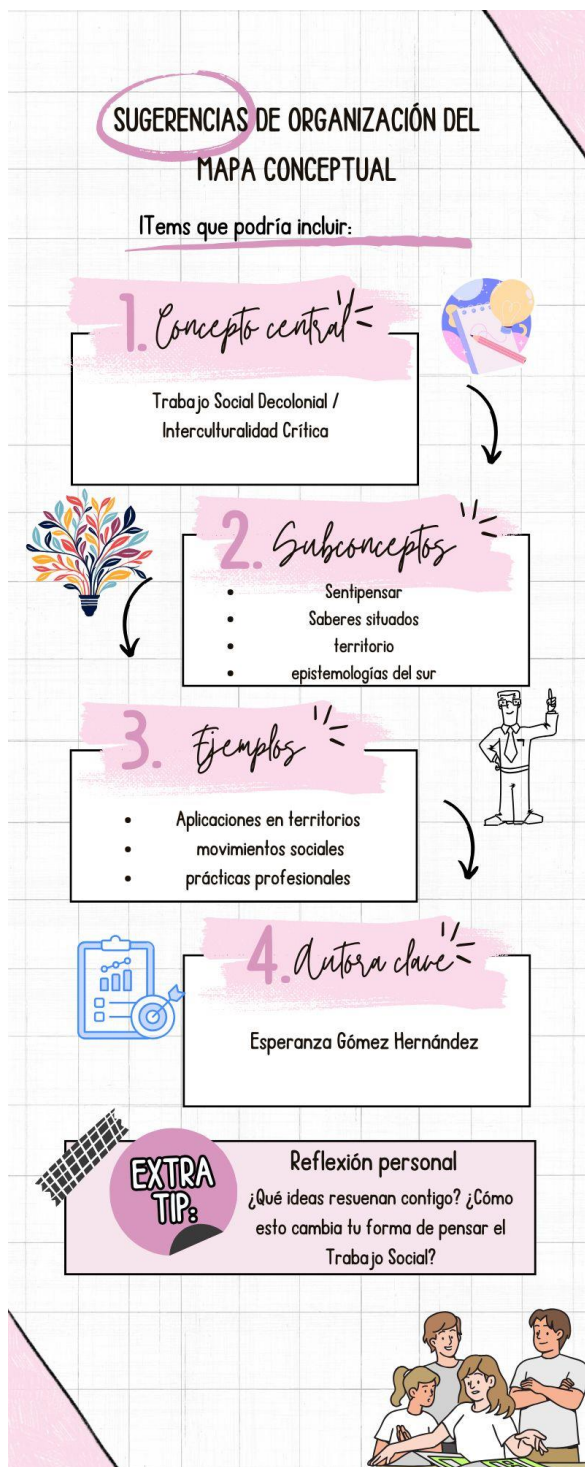 SUGERENCIAS DE ORGANIZACIÓN DEL
MAPA CONCEPTUAL
ITems que podría incluir:
1. Concepto central
Trabajo Social Decolonial /
Interculturalidad Crítica
2. Subconceptos
• Sentipensar
• Saberes situados
• territorio
• epistemologías del sur
3. Ejemplos
• Aplicaciones en territorios
• movimientos sociales
• prácticas profesionales
4. Autora clave
Esperanza Gómez Hernández
EXTRA
TIP:
Reflexión personal
¿Qué ideas resuenan contigo? ¿Cómo
esto cambia tu forma de pensar el
Trabajo Social?